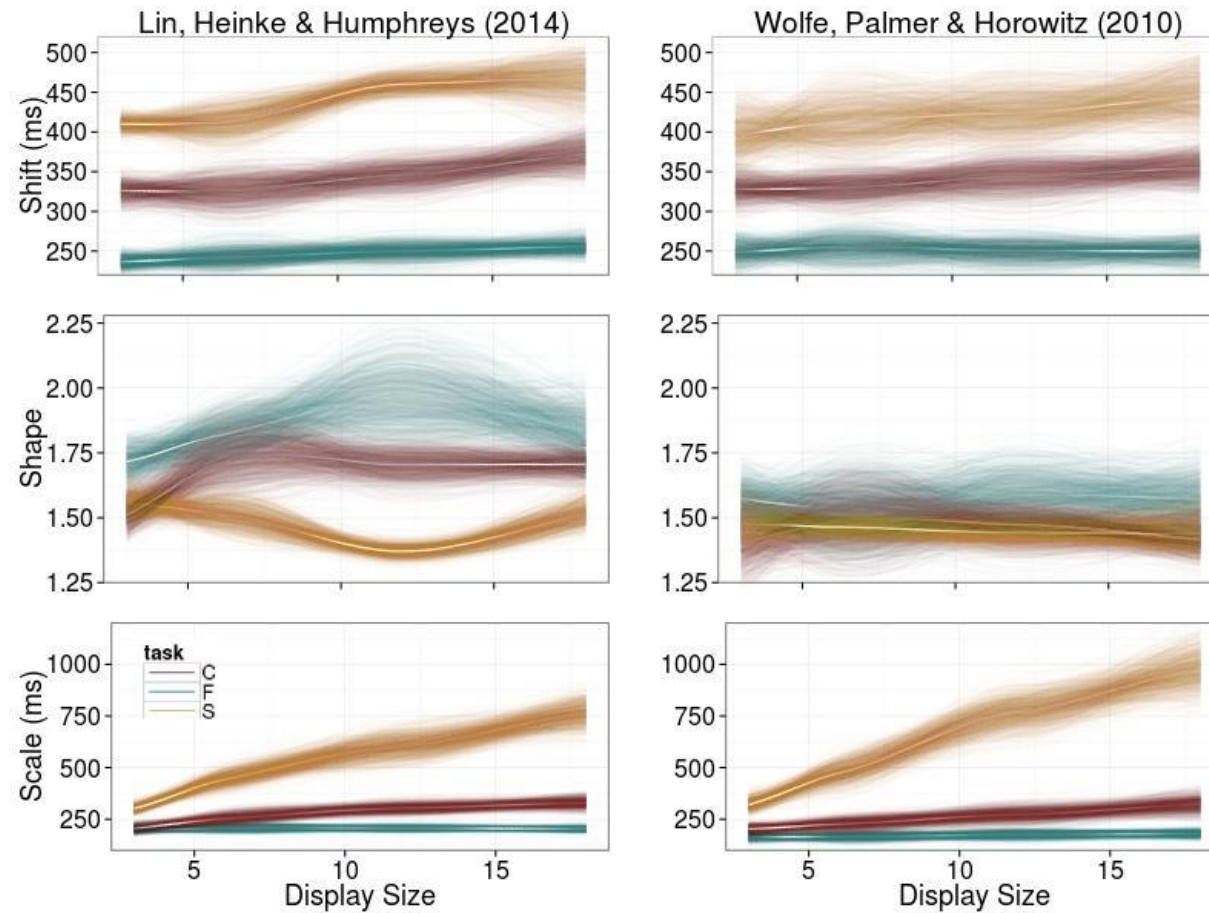 Lin, Heinke & Humphreys (2014)
Wolfe, Palmer & Horowitz (2010)
Shift (ms)
500
450
400
350
300
250
500
450
400
350
300
250
Shape
2.25
2.00
1.75
1.50
1.25
2.25
2.00
1.75
1.50
1.25
Scale (ms)
1000
750
500
250
task
C
F
S
1000
750
500
250
5 10 15
Display Size
5 10 15
Display Size